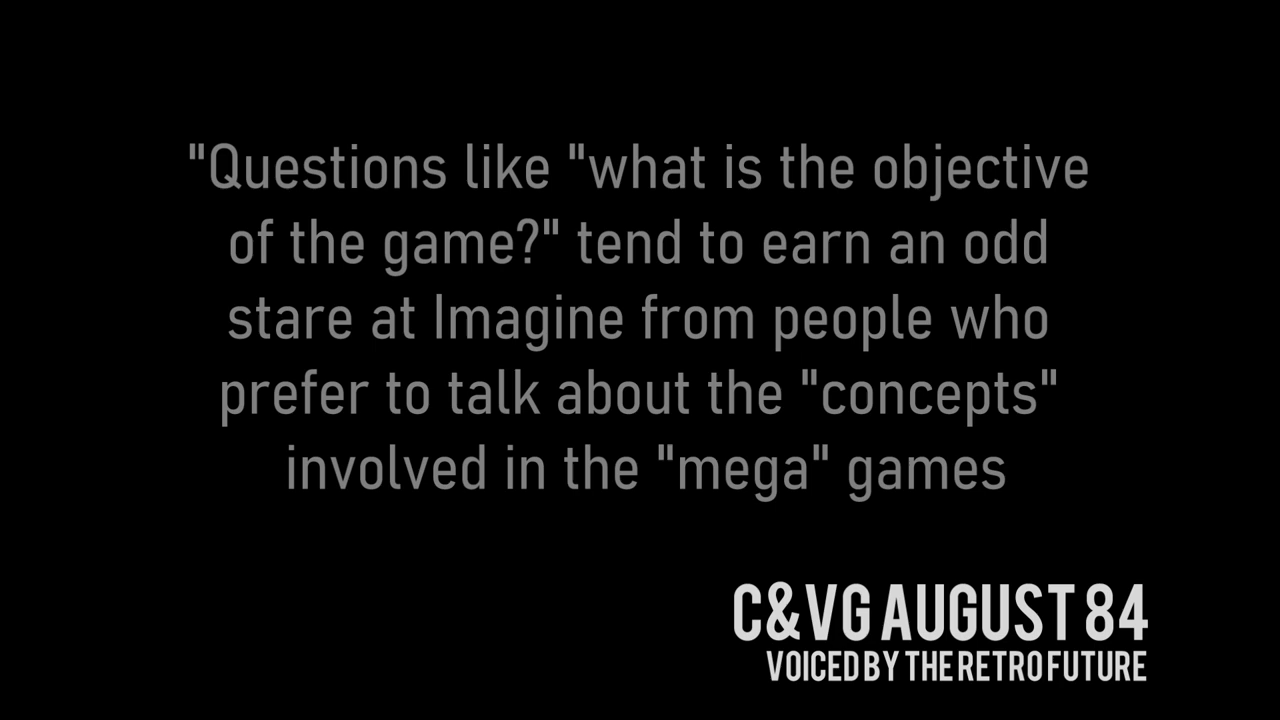 "Questions like "what is the objective
of the game?" tend to earn an odd
stare at Imagine from people who
prefer to talk about the "concepts"
involved in the "mega" games
C&VG AUGUST 84
VOICED BY THE RETRO FUTURE